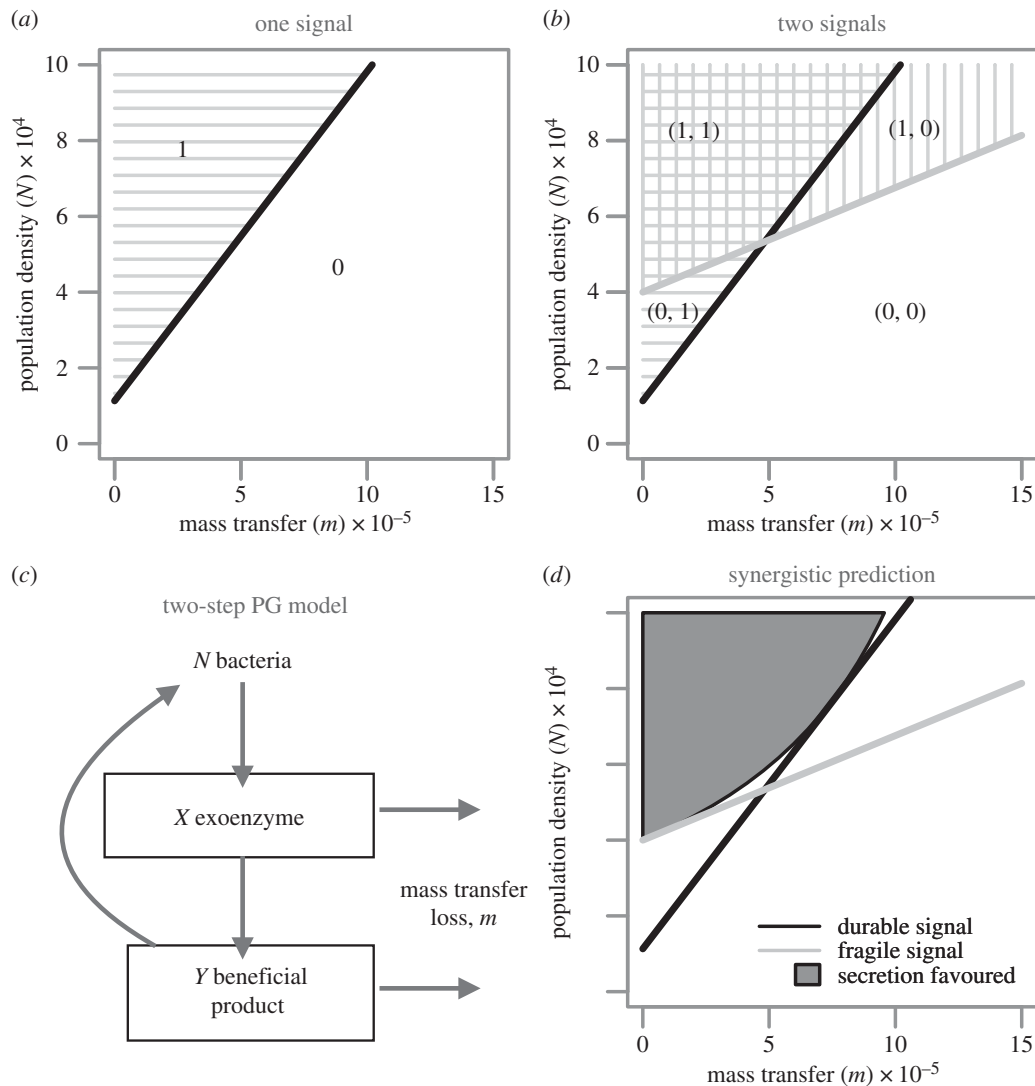 (a)
one signal
population density (N) × 10⁴
10
8
6
4
2
0
1
0
0
5
10
15
mass transfer (m) × 10⁻⁵
(b)
two signals
population density (N) × 10⁴
10
8
6
4
2
0
(1, 1)
(1, 0)
(0, 1)
(0, 0)
0
5
10
15
mass transfer (m) × 10⁻⁵
(c)
two-step PG model
N bacteria
X exoenzyme
mass transfer
loss, m
Y beneficial
product
(d)
synergistic prediction
population density (N) × 10⁴
durable signal
fragile signal
secretion favoured
0
5
10
15
mass transfer (m) × 10⁻⁵